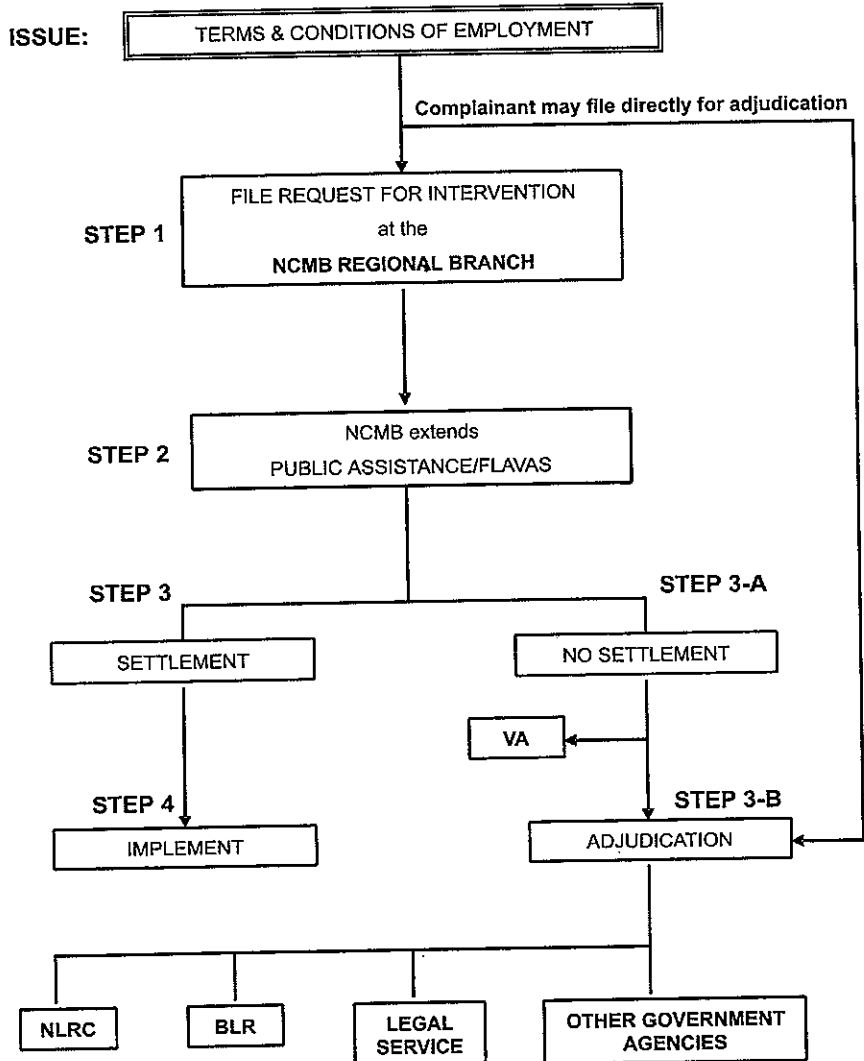 ISSUE:
TERMS & CONDITIONS OF EMPLOYMENT
Complainant may file directly for adjudication
STEP 1
FILE REQUEST FOR INTERVENTION
at the
NCMB REGIONAL BRANCH
STEP 2
NCMB extends
PUBLIC ASSISTANCE/FLAVAS
STEP 3
STEP 3-A
SETTLEMENT
NO SETTLEMENT
VA
STEP 4
STEP 3-B
IMPLEMENT
ADJUDICATION
NLRC
BLR
LEGAL
SERVICE
OTHER GOVERNMENT
AGENCIES